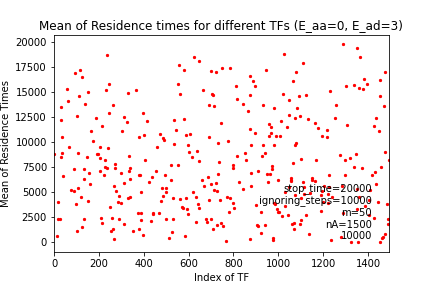 Mean of Residence times for different TFs (E_aa=0, E_ad=3)
Mean of Residence Times
20000
17500
15000
12500
10000
7500
5000
2500
0
stop_time=20000
ignoring_steps=10000
m=50
nA=1500
10000
0 200 400 600 800 1000 1200 1400
Index of TF